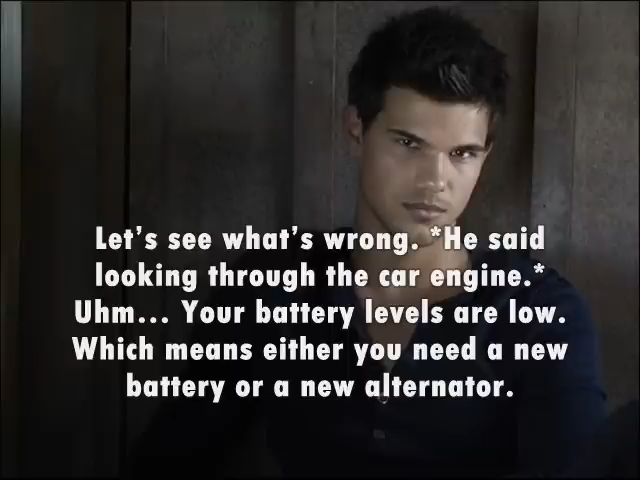 Let's see what's wrong. *He said
looking through the car engine.*
Uhm... Your battery levels are low.
Which means either you need a new
battery or a new alternator.